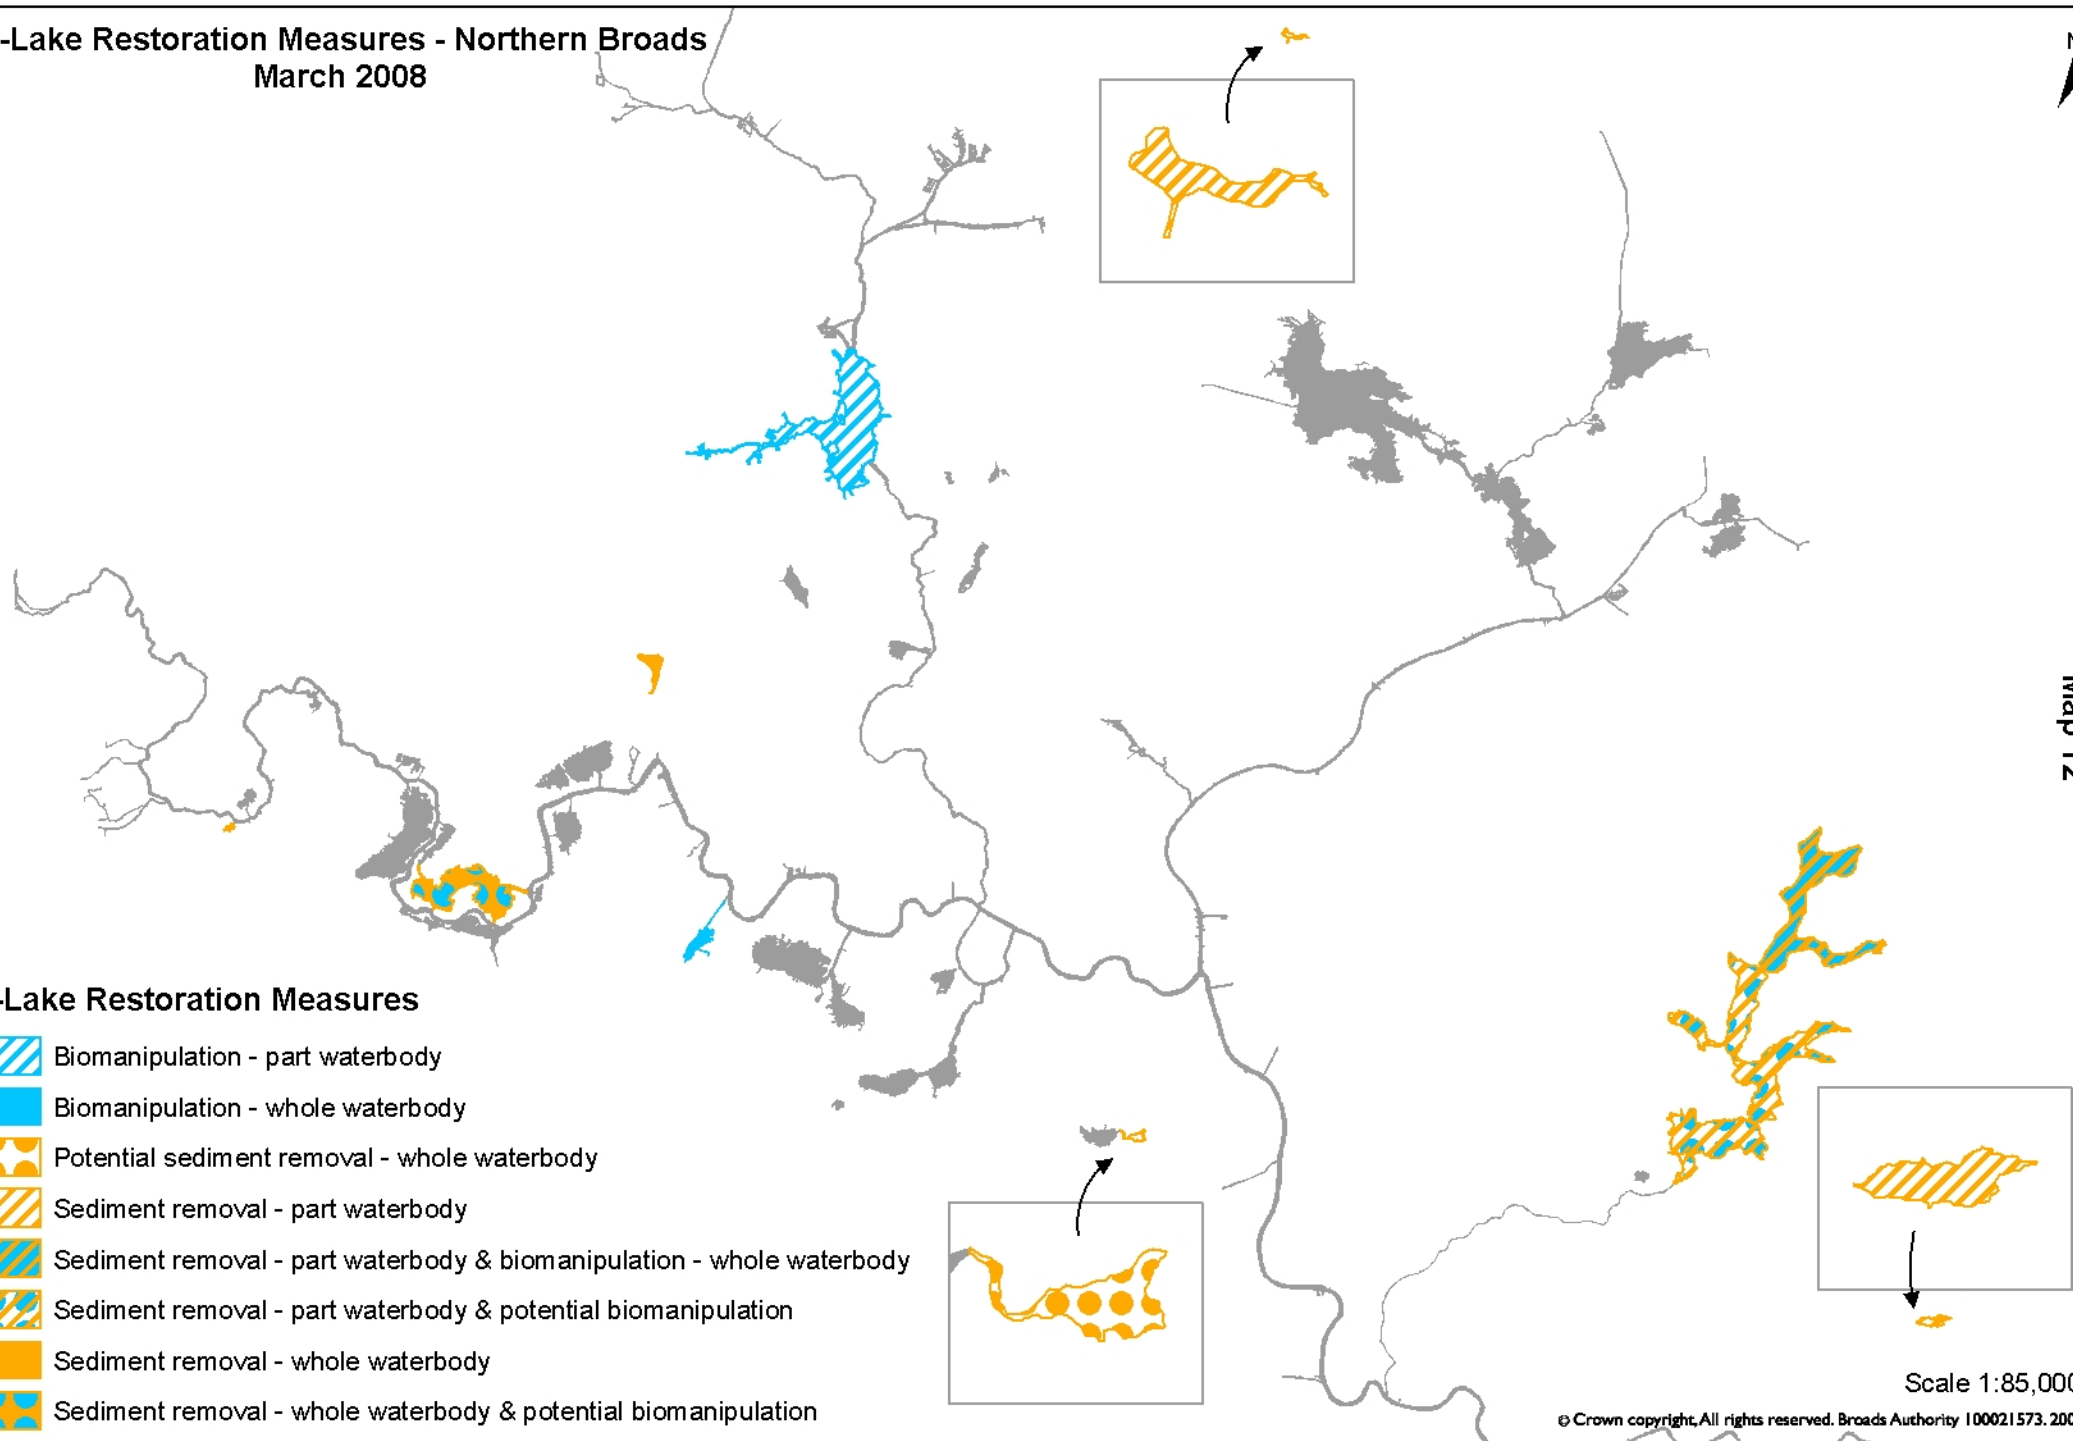 -Lake Restoration Measures - Northern Broads
March 2008
Map 12
-Lake Restoration Measures
Biomanipulation - part waterbody
Biomanipulation - whole waterbody
Potential sediment removal - whole waterbody
Sediment removal - part waterbody
Sediment removal - part waterbody & biomanipulation - whole waterbody
Sediment removal - part waterbody & potential biomanipulation
Sediment removal - whole waterbody
Sediment removal - whole waterbody & potential biomanipulation
Scale 1:85,000
© Crown copyright, All rights reserved. Broads Authority 100021573. 200